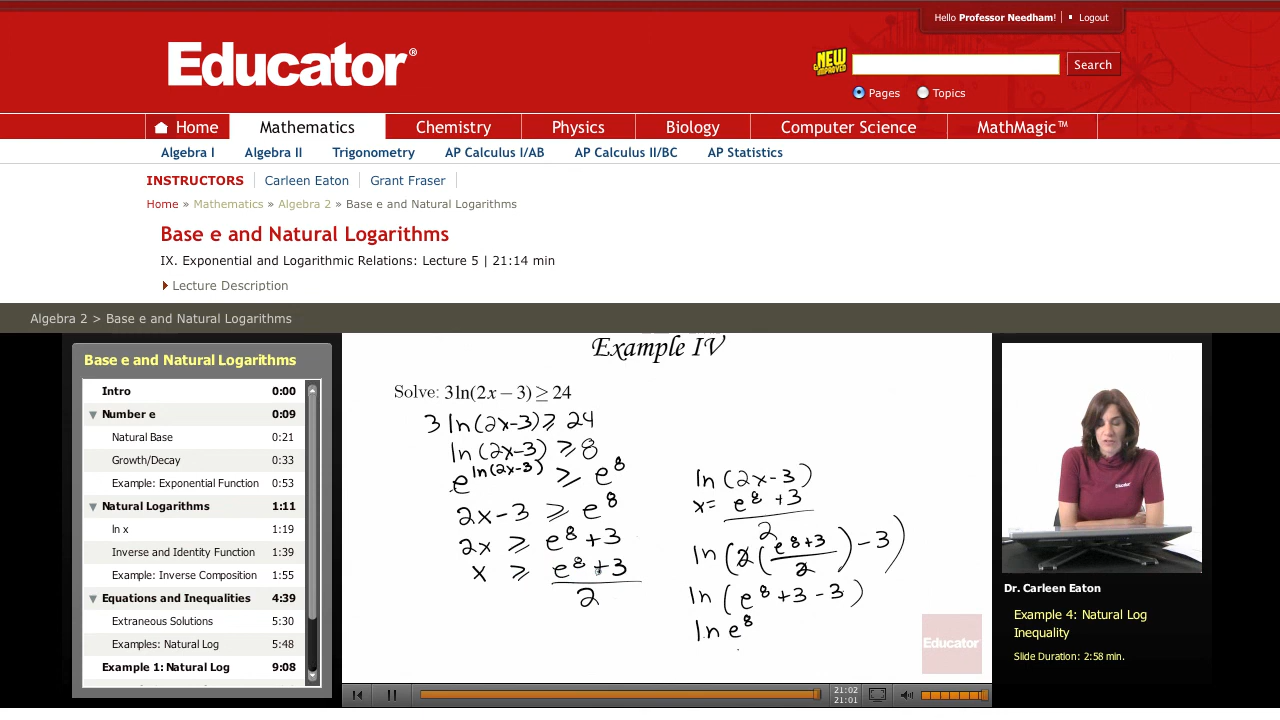 Hello Professor Needham! | ▪ Logout
Educator®
NEW & IMPROVED
Search
Pages Topics
Home Mathematics Chemistry Physics Biology Computer Science MathMagic™
Algebra I Algebra II Trigonometry AP Calculus I/AB AP Calculus II/BC AP Statistics
INSTRUCTORS Carleen Eaton Grant Fraser
Home » Mathematics » Algebra 2 » Base e and Natural Logarithms
Base e and Natural Logarithms
IX. Exponential and Logarithmic Relations: Lecture 5 | 21:14 min
Lecture Description
Algebra 2 > Base e and Natural Logarithms
Base e and Natural Logarithms
Intro 0:00
Number e 0:09
Natural Base 0:21
Growth/Decay 0:33
Example: Exponential Function 0:53
Natural Logarithms 1:11
ln x 1:19
Inverse and Identity Function 1:39
Example: Inverse Composition 1:55
Equations and Inequalities 4:39
Extraneous Solutions 5:30
Examples: Natural Log 5:48
Example 1: Natural Log 9:08
Example IV
Solve: 3ln(2x − 3) ≥ 24
3 ln(2x-3) ≥ 24
ln(2x-3) ≥ 8
e^ln(2x-3) ≥ e^8
2x-3 ≥ e^8
2x ≥ e^8+3
x ≥ e^8+3
2
ln(2x-3)
x= e^8+3
2
ln(2(e^8+3/2)-3)
ln(e^8+3-3)
ln e^8
Educator
21:02
21:01
Educator
Dr. Carleen Eaton
Example 4: Natural Log
Inequality
Slide Duration: 2:58 min.